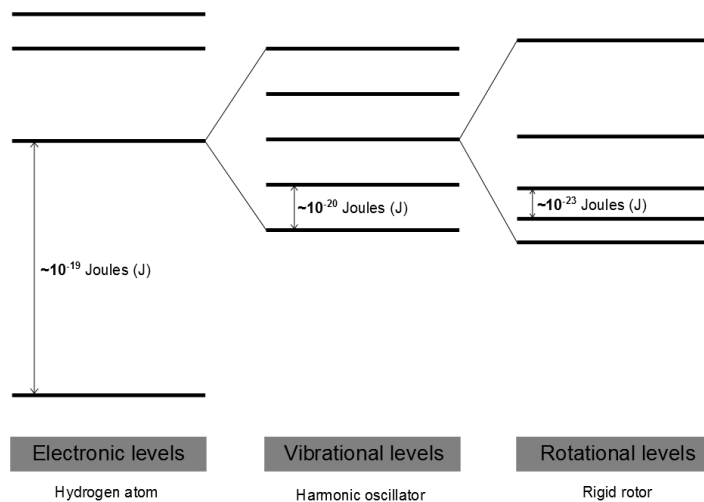 ~10⁻²⁰ Joules (J)
~10⁻²³ Joules (J)
~10⁻¹⁹ Joules (J)
Electronic levels
Vibrational levels
Rotational levels
Hydrogen atom
Harmonic oscillator
Rigid rotor